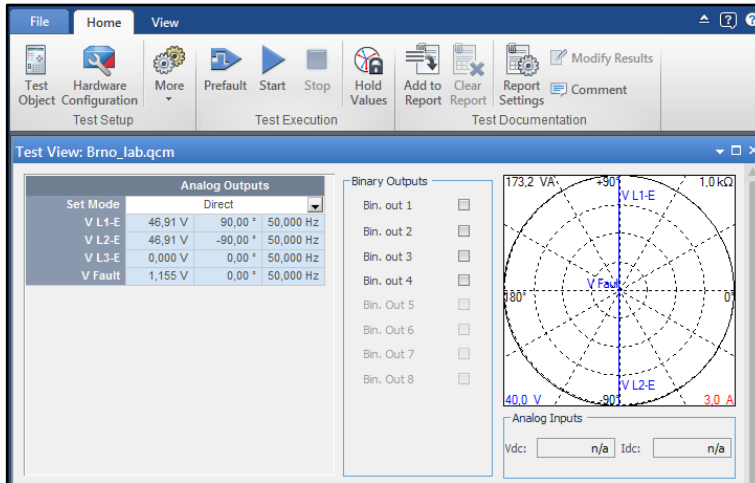 File Home View
Test Object
Hardware Configuration
More
Prefault
Start
Stop
Hold Values
Add to Report
Clear Report
Report Settings
Modify Results
Comment
Test Setup
Test Execution
Test Documentation
Test View: Brno_lab.qcm
Analog Outputs
Set Mode Direct
V L1-E 46,91 V 90,00 ° 50,000 Hz
V L2-E 46,91 V -90,00 ° 50,000 Hz
V L3-E 0,000 V 0,00 ° 50,000 Hz
V Fault 1,155 V 0,00 ° 50,000 Hz
Binary Outputs
Bin. out 1
Bin. out 2
Bin. out 3
Bin. out 4
Bin. Out 5
Bin. Out 6
Bin. Out 7
Bin. Out 8
173,2 VA +90° 1,0 kΩ
V L1-E
V Faul
180° 0°
V L2-E
40,0 V -90° 3,0 A
Analog Inputs
Vdc: n/a Idc: n/a